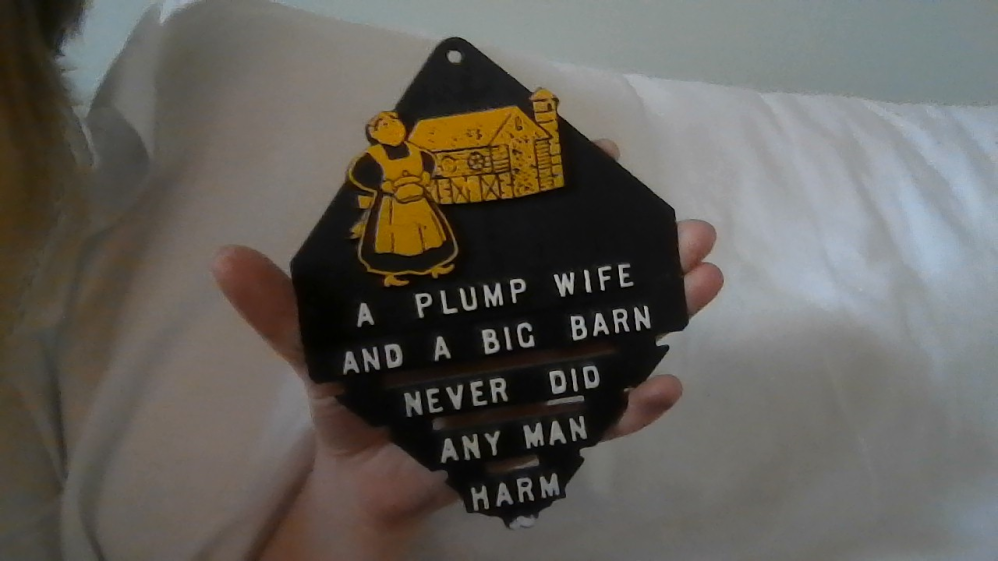 A PLUMP WIFE
AND A BIG BARN
NEVER DID
ANY MAN
HARM